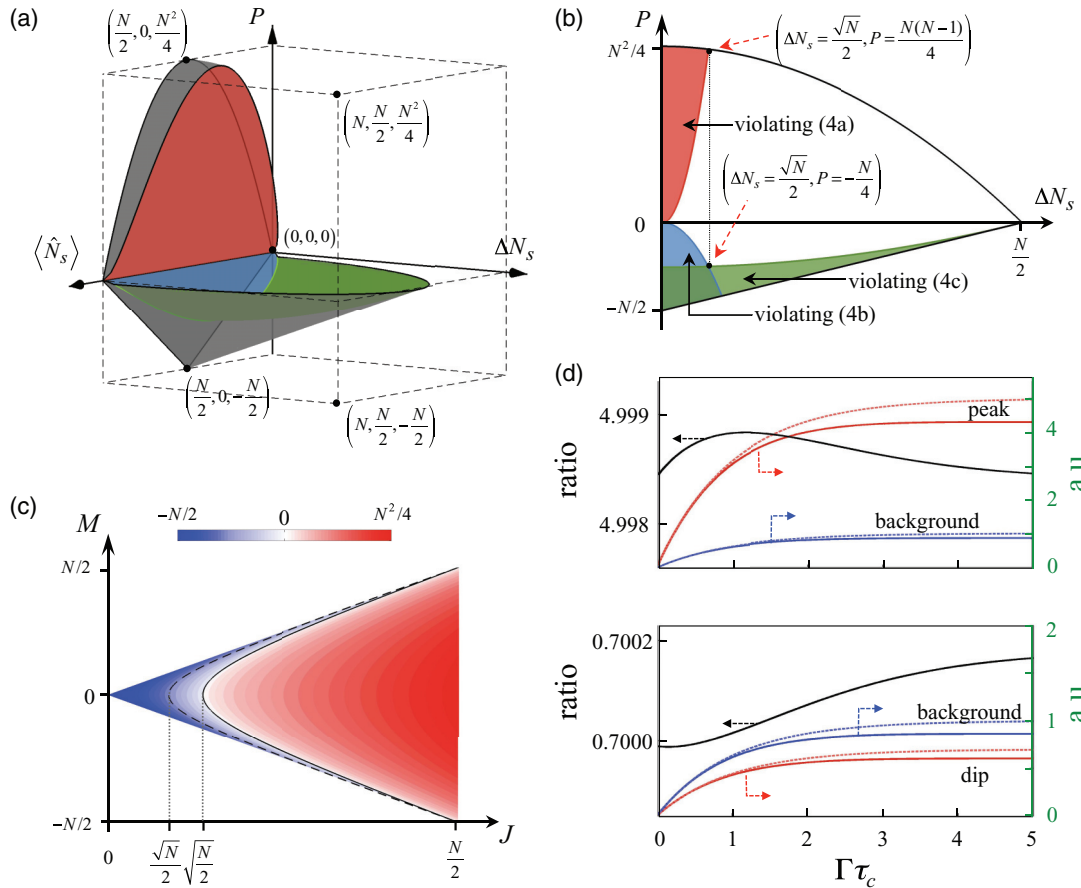 (a)
(N/2, 0, N²/4)
(N, N/2, N²/4)
⟨N̂ₛ⟩
(0,0,0)
ΔNₛ
(N/2, 0, -N/2)
(N, N/2, -N/2)
(b)
P
N²/4
(ΔNₛ = √N/2, P = N(N-1)/4)
violating (4a)
(ΔNₛ = √N/2, P = -N/4)
ΔNₛ
0
N/2
violating (4c)
-N/2
violating (4b)
(c)
M
-N/2 0 N²/4
N/2
0
-N/2
J
0
√N/2
√(N/2)
N/2
(d)
4.999
4.998
ratio
peak
background
4
2
0
a.u.
0.7002
0.7000
ratio
background
dip
2
1
0
a.u.
0 1 2 3 4 5
Γτ_c